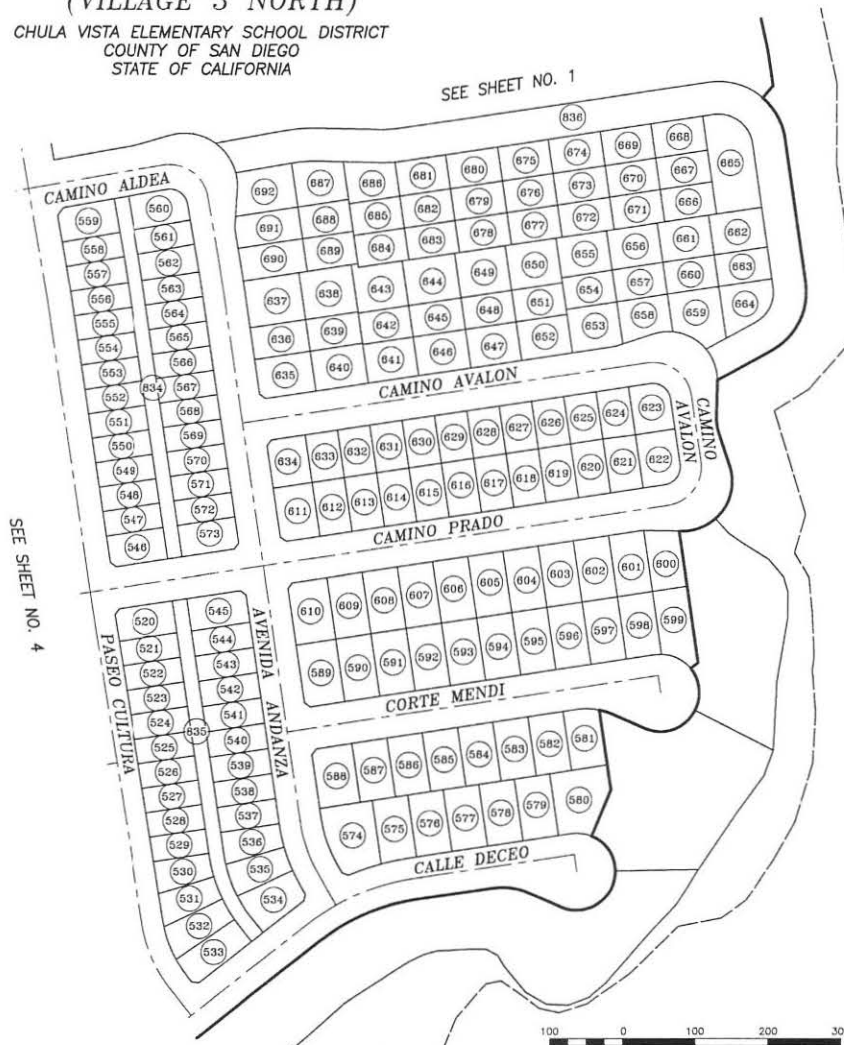 (VILLAGE 3 NORTH)
CHULA VISTA ELEMENTARY SCHOOL DISTRICT
COUNTY OF SAN DIEGO
STATE OF CALIFORNIA
SEE SHEET NO. 1
836
692 687 686 681 680 675 674 669 668 665
691 688 685 682 679 676 673 670 667
690 689 684 683 678 677 672 671 666
637 638 643 644 649 650 655 656 661 662
636 639 642 645 648 651 654 657 660 663
635 640 641 646 647 652 653 658 659 664
CAMINO ALDEA
559 560
558 561
557 562
556 563
555 564
554 565
553 566
834
552 567
551 568
550 569
549 570
548 571
547 572
546 573
CAMINO AVALON
CAMINO
AVALON
634 633 632 631 630 629 628 627 626 625 624 623
611 612 613 614 615 616 617 618 619 620 621 622
CAMINO PRADO
610 609 608 607 606 605 604 603 602 601 600
589 590 591 592 593 594 595 596 597 598 599
CORTE MENDI
SEE SHEET NO. 4
PASEO CULTURA
AVENIDA ANDANZA
520 545
521 544
522 543
523 542
524 541
835
525 540
526 539
527 538
528 537
529 536
530 535
531 534
532
533
588 587 586 585 584 583 582 581
574 575 576 577 578 579 580
CALLE DECEO
100 0 100 200 30